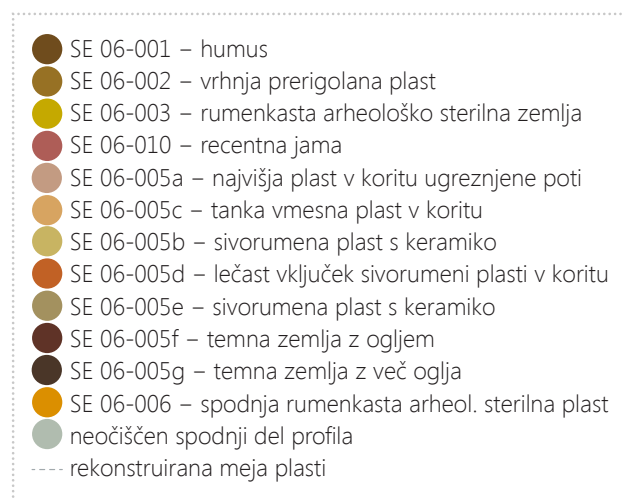 SE 06-001 – humus
SE 06-002 – vrhnja prerigolana plast
SE 06-003 – rumenkasta arheološko sterilna zemlja
SE 06-010 – recentna jama
SE 06-005a – najvišja plast v koritu ugreznjene poti
SE 06-005c – tanka vmesna plast v koritu
SE 06-005b – sivorumena plast s keramiko
SE 06-005d – lečast vključek sivorumeni plasti v koritu
SE 06-005e – sivorumena plast s keramiko
SE 06-005f – temna zemlja z ogljem
SE 06-005g – temna zemlja z več oglja
SE 06-006 – spodnja rumenkasta arheol. sterilna plast
neočiščen spodnji del profila
rekonstruirana meja plasti